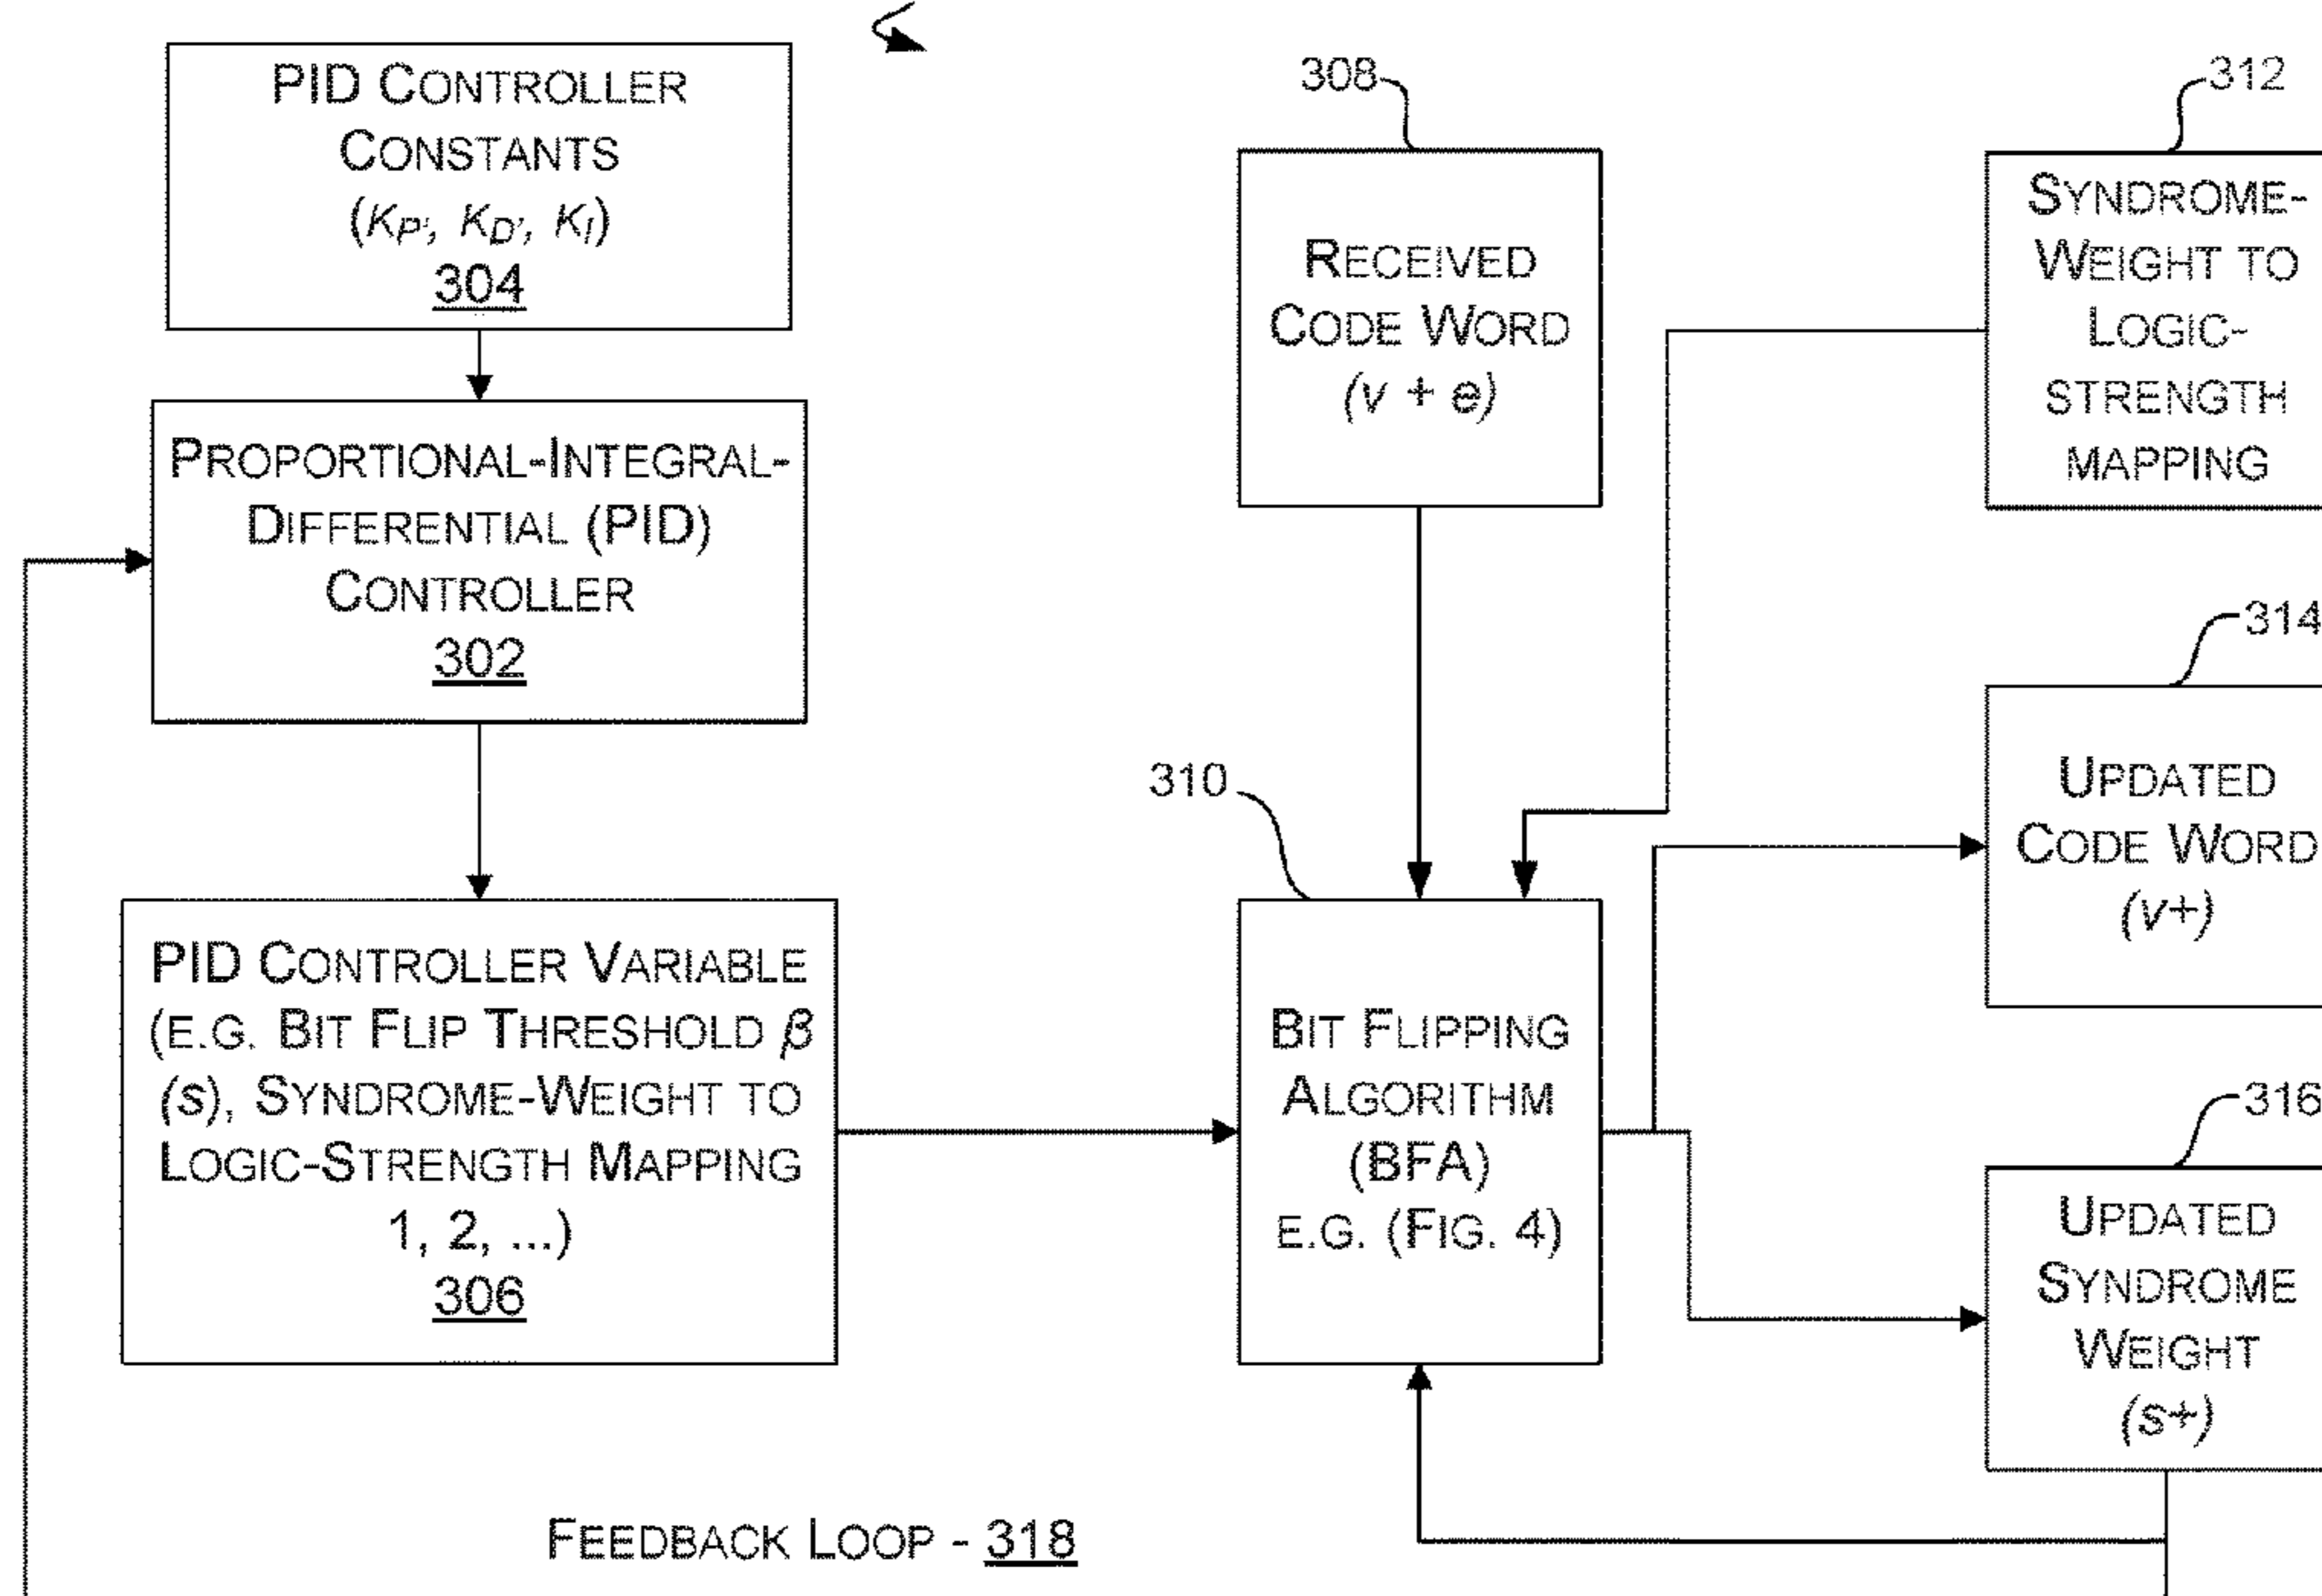 PID CONTROLLER
CONSTANTS
(KP', KD', KI)
304
PROPORTIONAL-INTEGRAL-
DIFFERENTIAL (PID)
CONTROLLER
302
PID CONTROLLER VARIABLE
(E.G. BIT FLIP THRESHOLD β
(s), SYNDROME-WEIGHT TO
LOGIC-STRENGTH MAPPING
1, 2, ...)
306
308
RECEIVED
CODE WORD
(v + e)
310
BIT FLIPPING
ALGORITHM
(BFA)
E.G. (FIG. 4)
312
SYNDROME-
WEIGHT TO
LOGIC-
STRENGTH
MAPPING
314
UPDATED
CODE WORD
(v+)
316
UPDATED
SYNDROME
WEIGHT
(s+)
FEEDBACK LOOP - 318